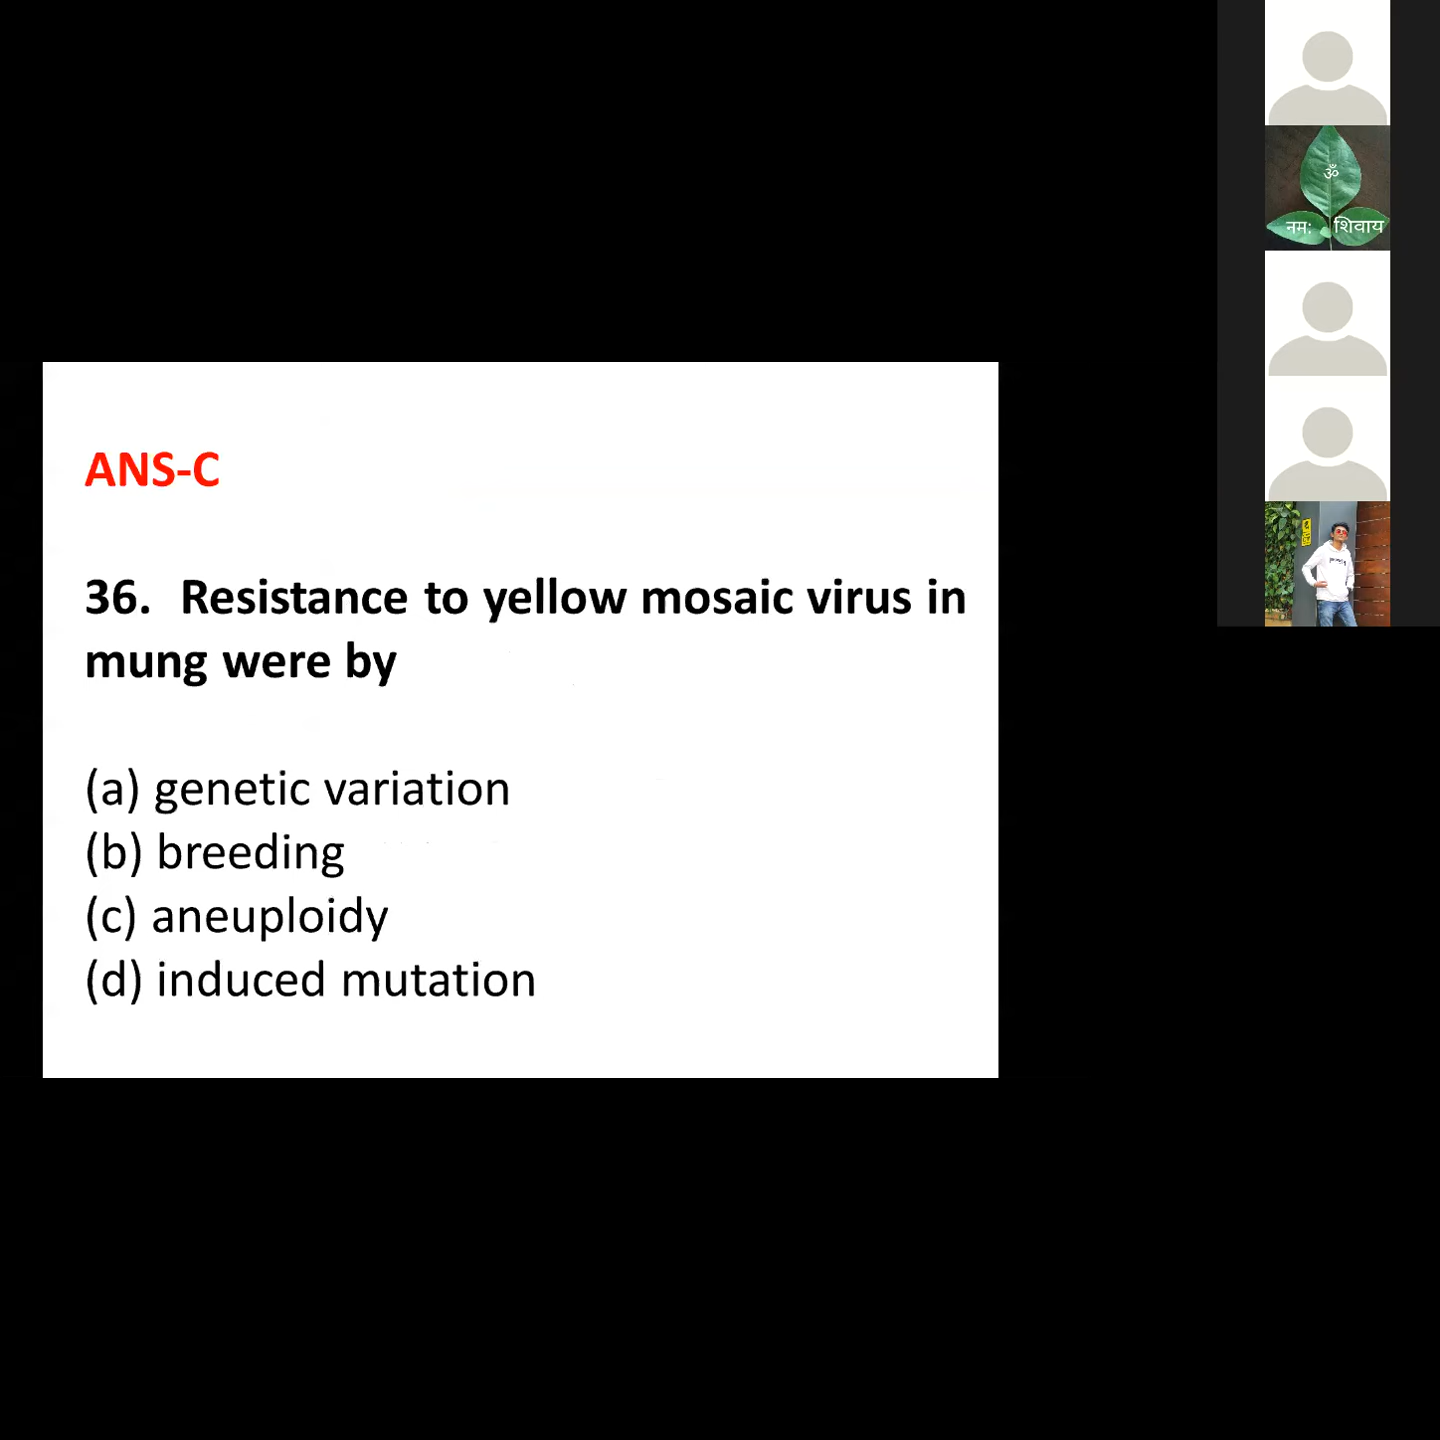 ANS-C
36. Resistance to yellow mosaic virus in
mung were by
(a) genetic variation
(b) breeding
(c) aneuploidy
(d) induced mutation
ॐ
नम: शिवाय